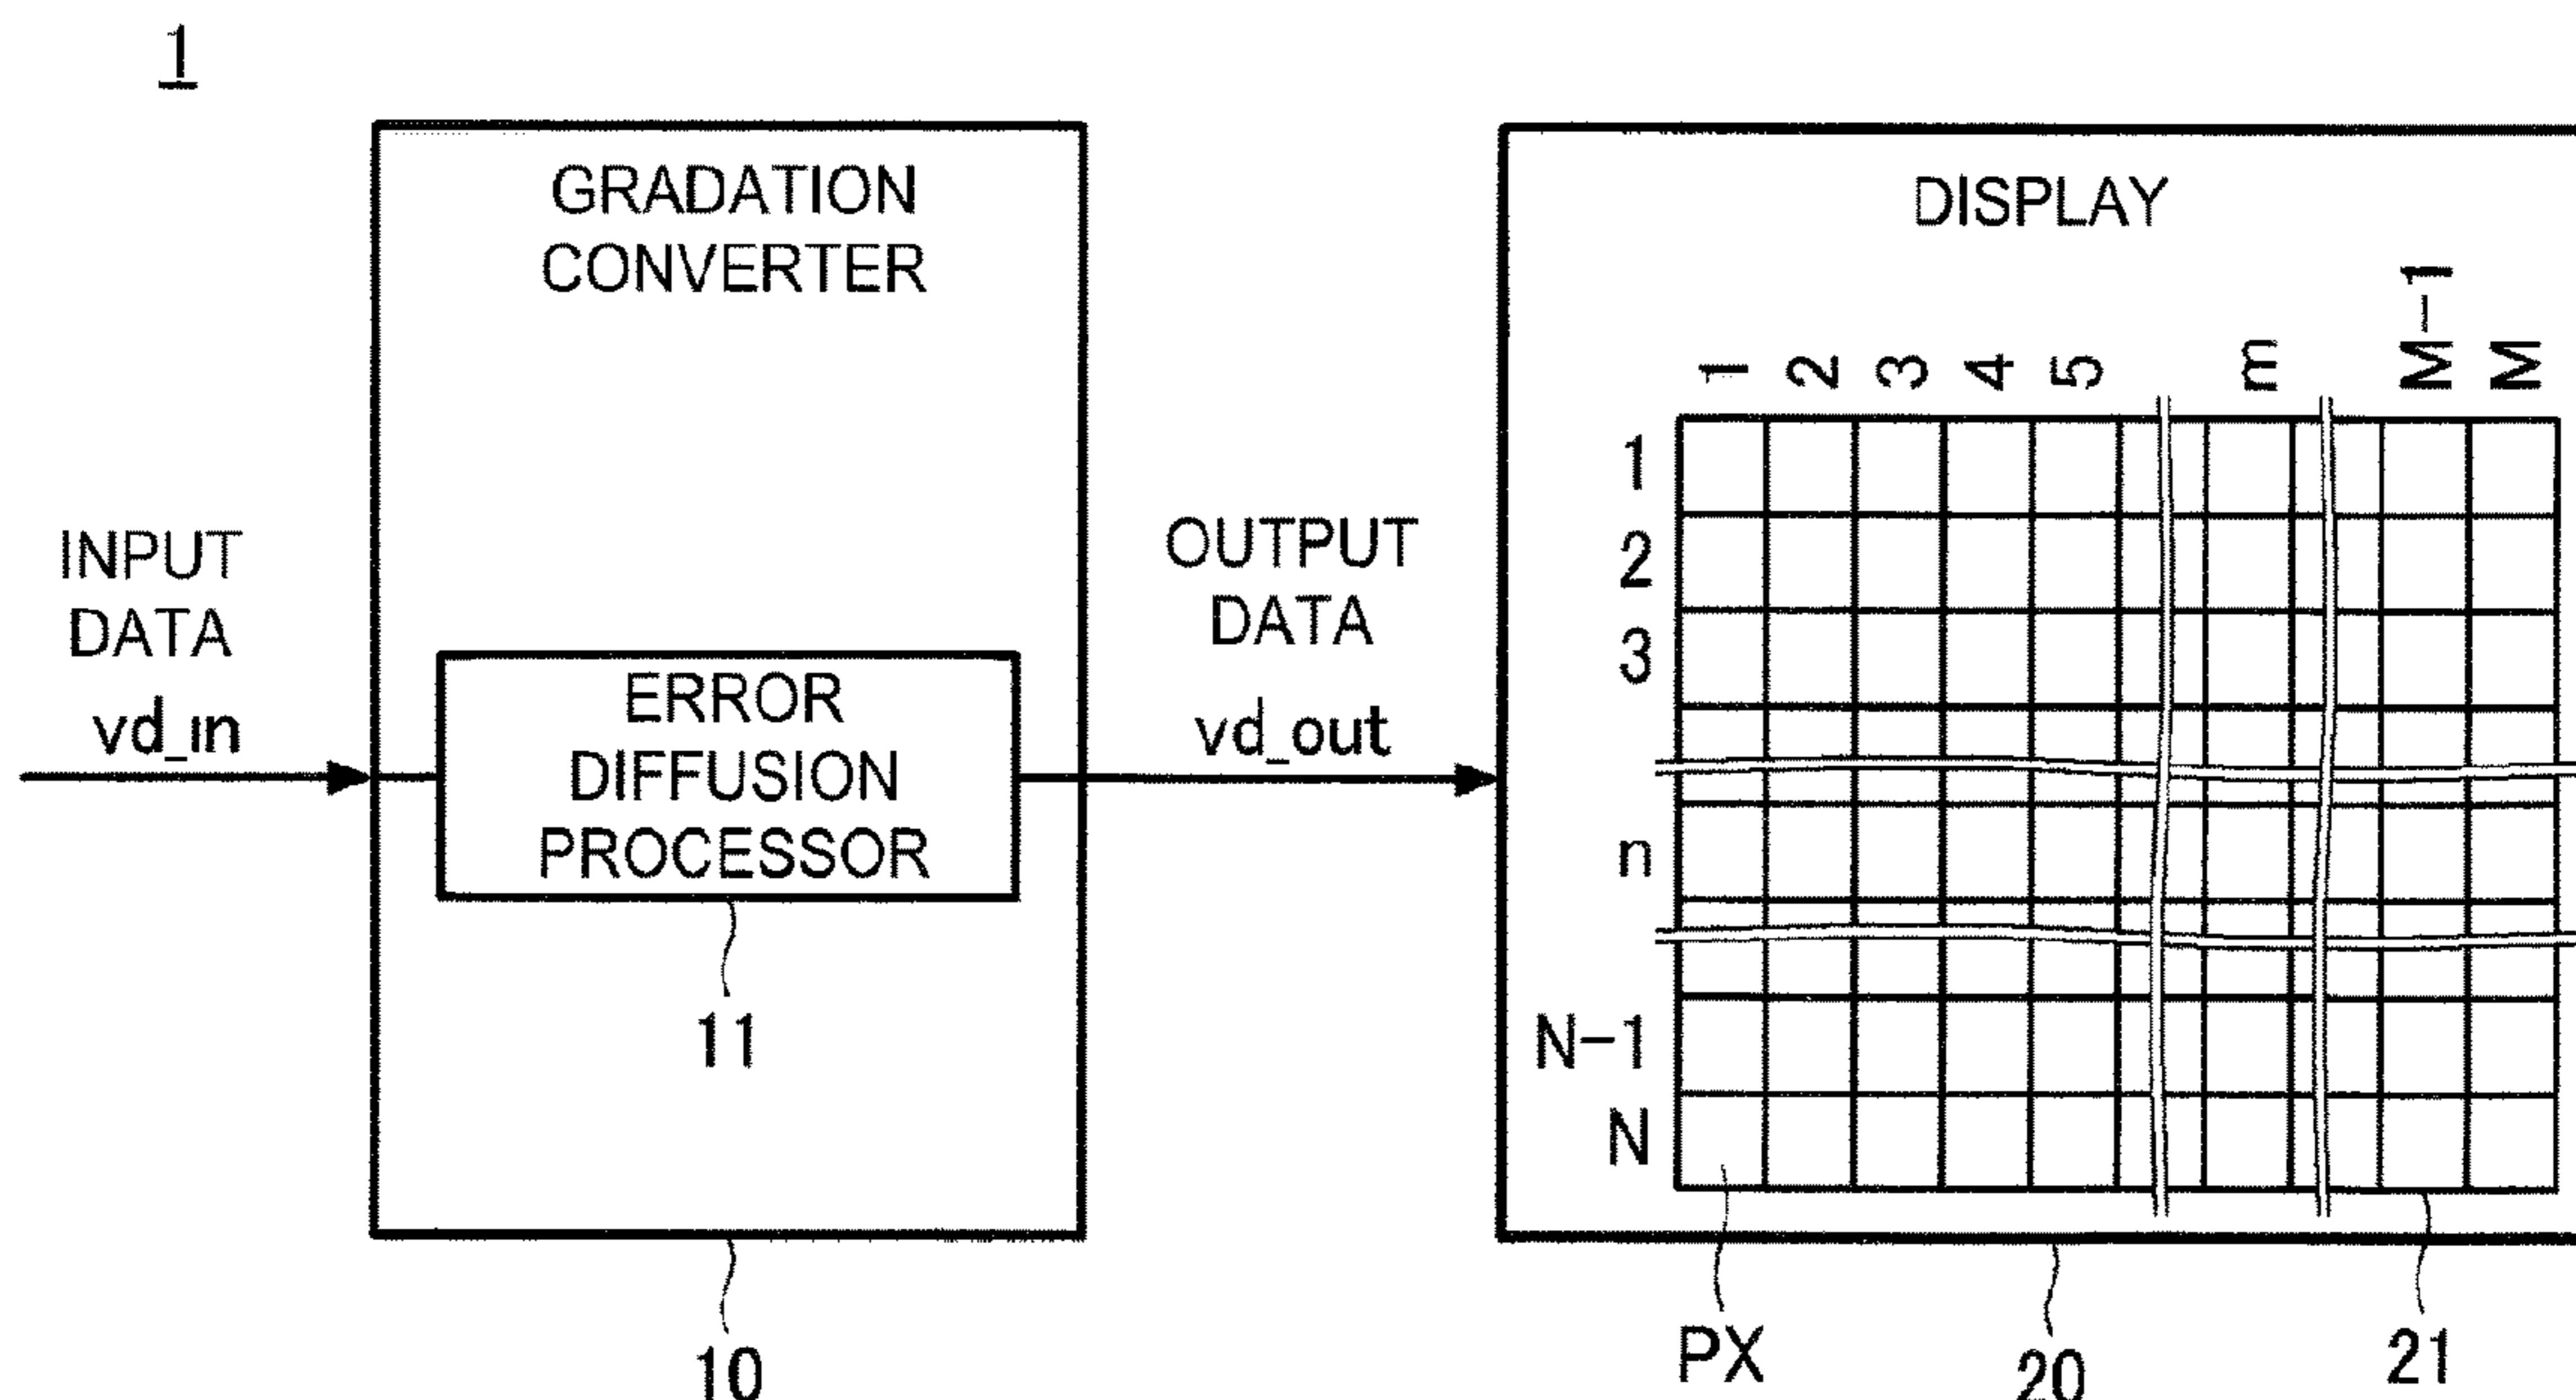 1
GRADATION
CONVERTER
DISPLAY
INPUT
DATA
vd_in
ERROR
DIFFUSION
PROCESSOR
11
10
OUTPUT
DATA
vd_out
1 2 3 4 5 m M-1 M
1
2
3
n
N-1
N
PX
20
21